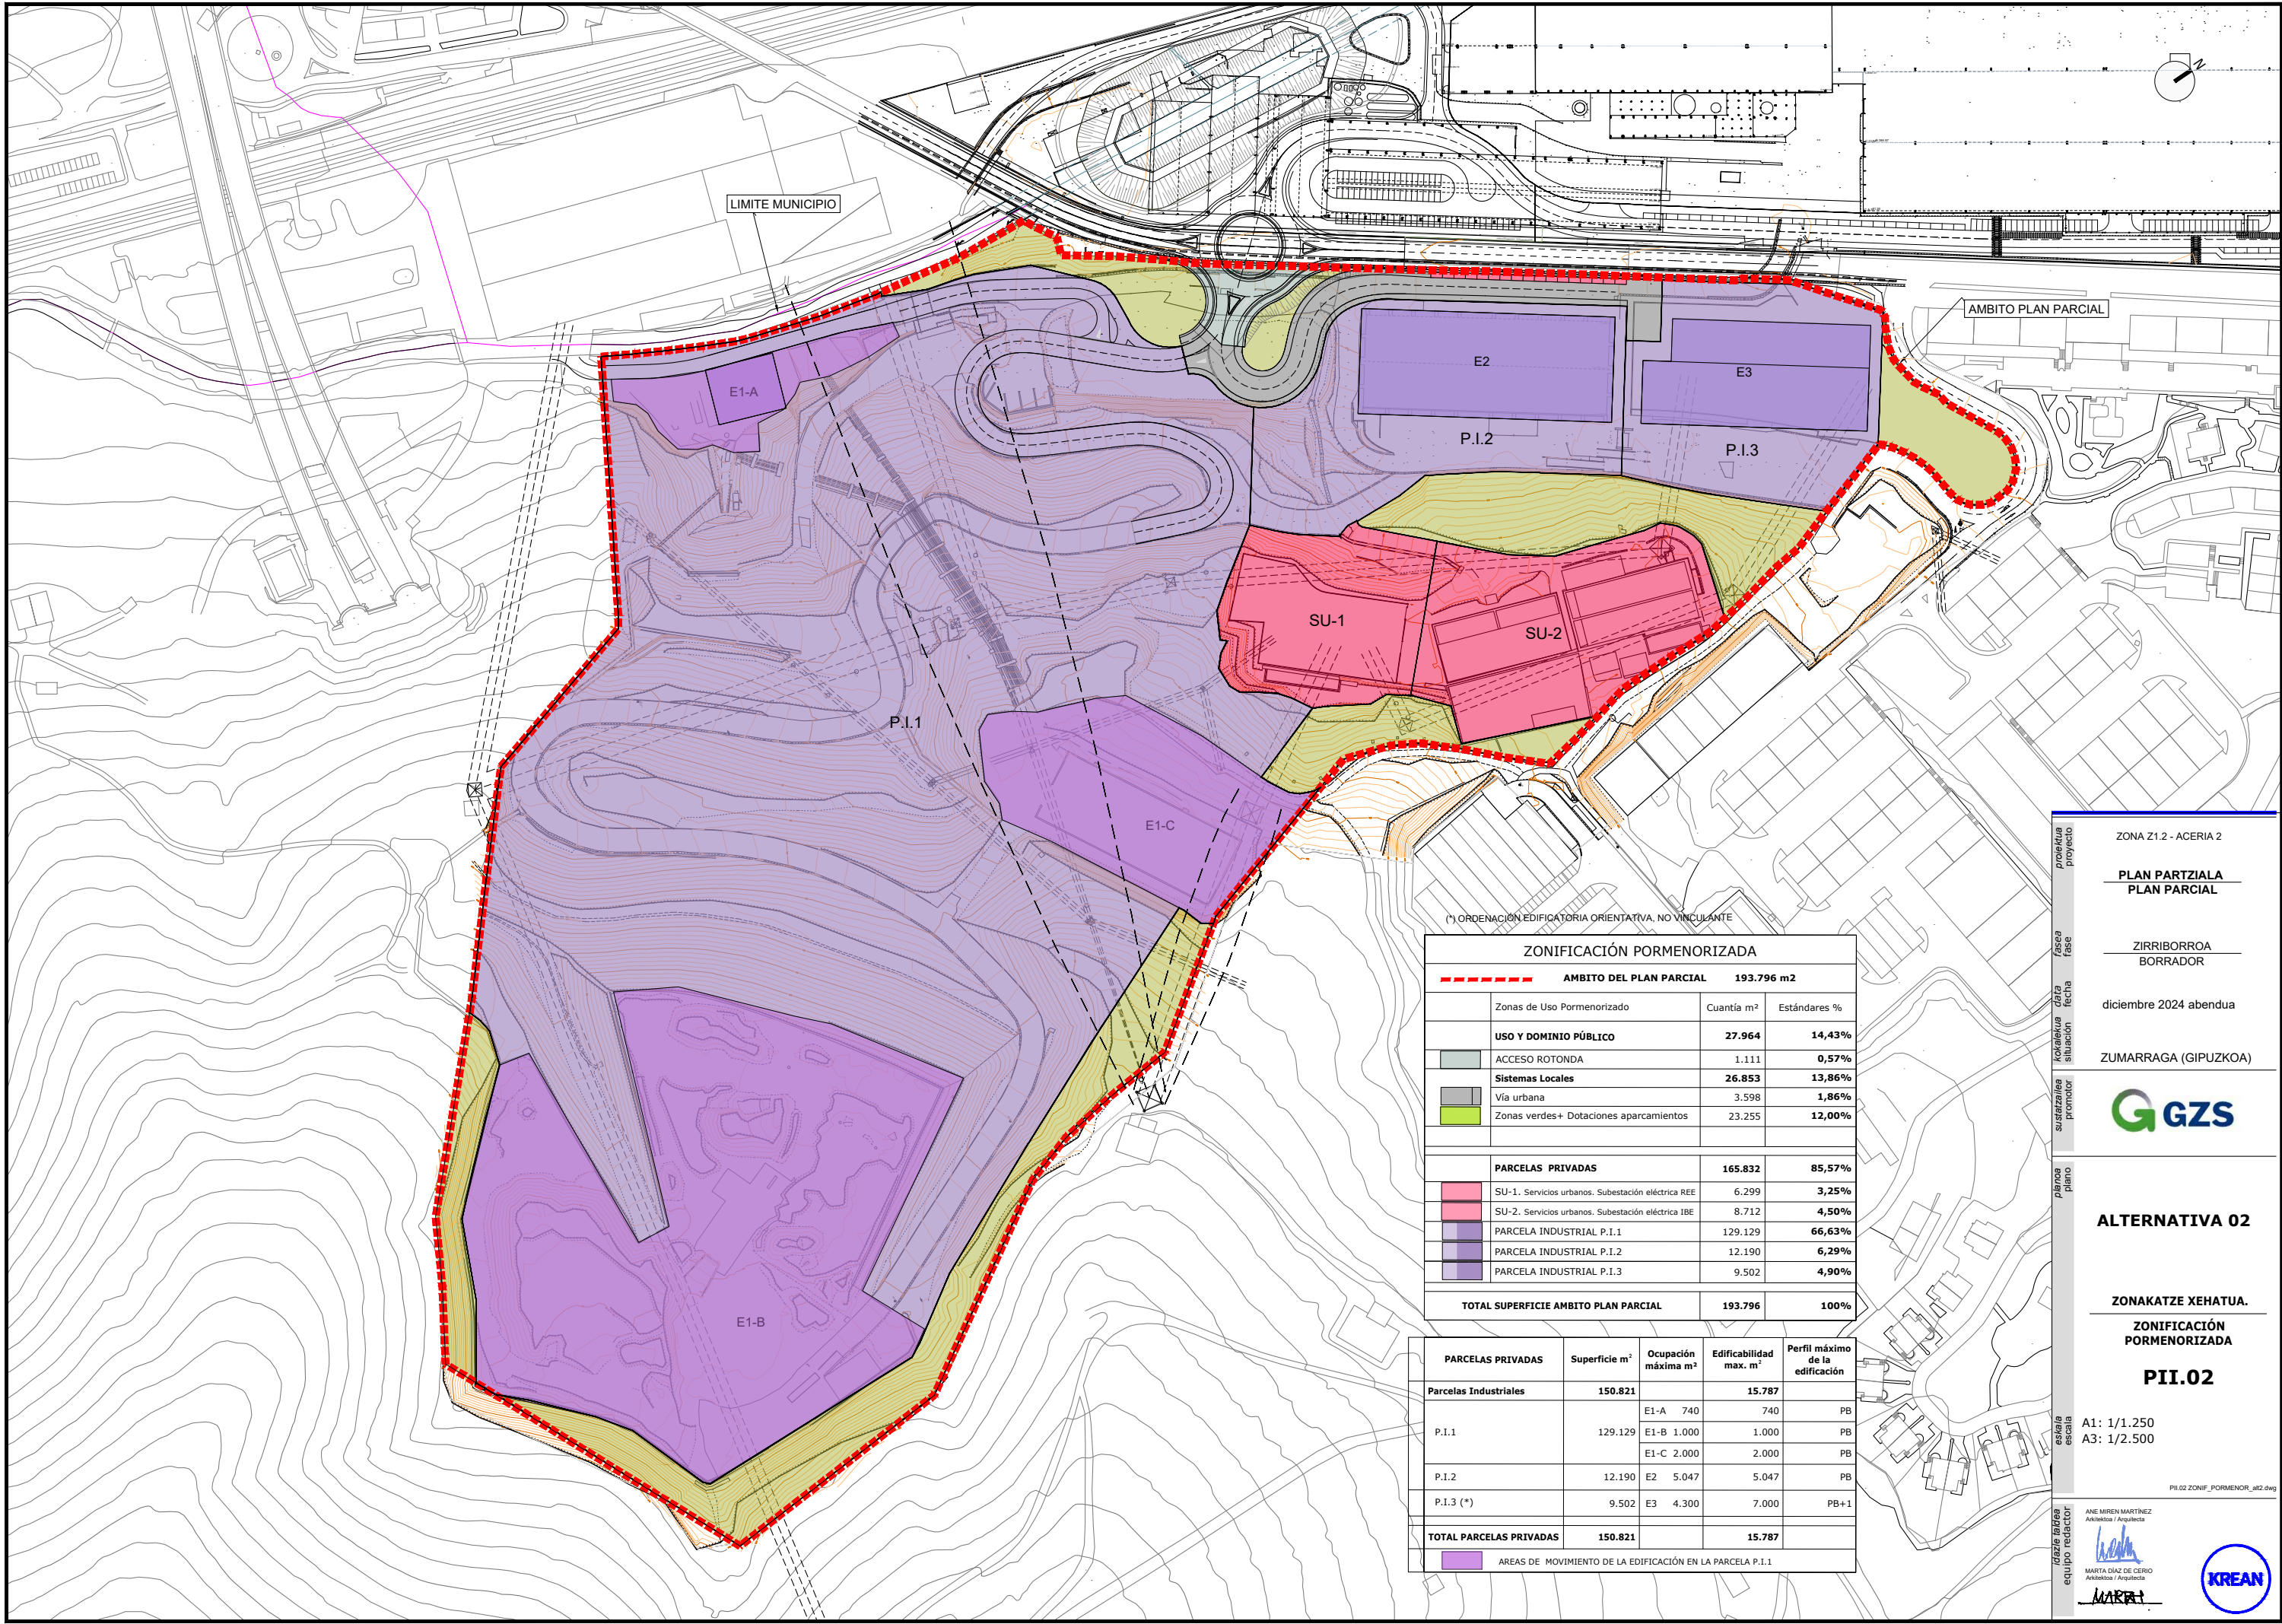 N
LIMITE MUNICIPIO
AMBITO PLAN PARCIAL
E1-A
E2
E3
P.I.2
P.I.3
SU-1
SU-2
P.I.1
E1-C
E1-B
(*) ORDENACIÓN EDIFICATORIA ORIENTATIVA, NO VINCULANTE
ZONIFICACIÓN PORMENORIZADA
AMBITO DEL PLAN PARCIAL 193.796 m2
Zonas de Uso Pormenorizado Cuantía m² Estándares %
USO Y DOMINIO PÚBLICO 27.964 14,43%
ACCESO ROTONDA 1.111 0,57%
Sistemas Locales 26.853 13,86%
Vía urbana 3.598 1,86%
Zonas verdes+ Dotaciones aparcamientos 23.255 12,00%
PARCELAS PRIVADAS 165.832 85,57%
SU-1. Servicios urbanos. Subestación eléctrica REE 6.299 3,25%
SU-2. Servicios urbanos. Subestación eléctrica IBE 8.712 4,50%
PARCELA INDUSTRIAL P.I.1 129.129 66,63%
PARCELA INDUSTRIAL P.I.2 12.190 6,29%
PARCELA INDUSTRIAL P.I.3 9.502 4,90%
TOTAL SUPERFICIE AMBITO PLAN PARCIAL 193.796 100%
PARCELAS PRIVADAS Superficie m² Ocupación máxima m² Edificabilidad max. m² Perfil máximo de la edificación
Parcelas Industriales 150.821 15.787
E1-A 740 740 PB
P.I.1 129.129 E1-B 1.000 1.000 PB
E1-C 2.000 2.000 PB
P.I.2 12.190 E2 5.047 5.047 PB
P.I.3 (*) 9.502 E3 4.300 7.000 PB+1
TOTAL PARCELAS PRIVADAS 150.821 15.787
AREAS DE MOVIMIENTO DE LA EDIFICACIÓN EN LA PARCELA P.I.1
proiektua
proyecto
ZONA Z1.2 - ACERIA 2
PLAN PARTZIALA
PLAN PARCIAL
fasea
fase
ZIRRIBORROA
BORRADOR
data
fecha
diciembre 2024 abendua
kokalekua
situación
ZUMARRAGA (GIPUZKOA)
sustatzailea
promotor
GZS
planoa
plano
ALTERNATIVA 02
ZONAKATZE XEHATUA.
ZONIFICACIÓN
PORMENORIZADA
PII.02
eskala
escala
A1: 1/1.250
A3: 1/2.500
PII.02 ZONIF_PORMENOR_alt2.dwg
idazle taldea
equipo redactor
ANE MIREN MARTÍNEZ
Arkitektoa / Arquitecta
MARTA DÍAZ DE CERIO
Arkitektoa / Arquitecta
KREAN